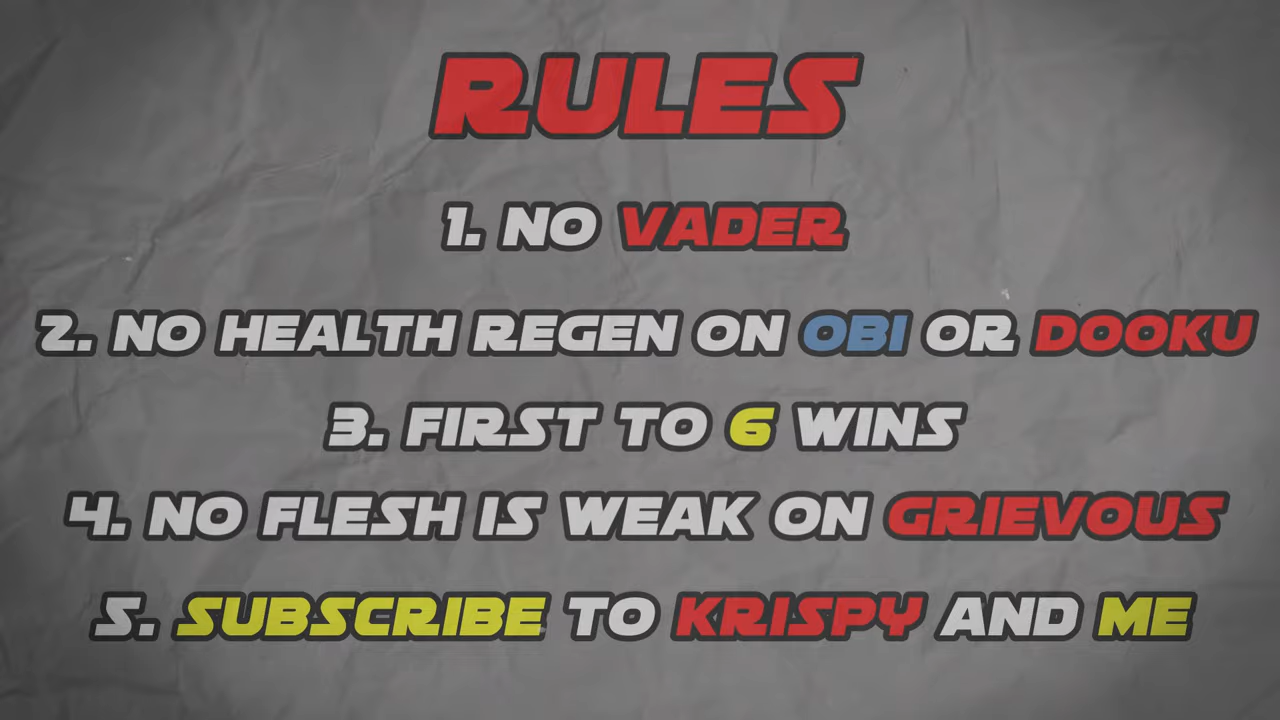 RULES
1. NO VADER
2. NO HEALTH REGEN ON OBI OR DOOKU
3. FIRST TO 6 WINS
4. NO FLESH IS WEAK ON GRIEVOUS
5. SUBSCRIBE TO KRISPY AND ME